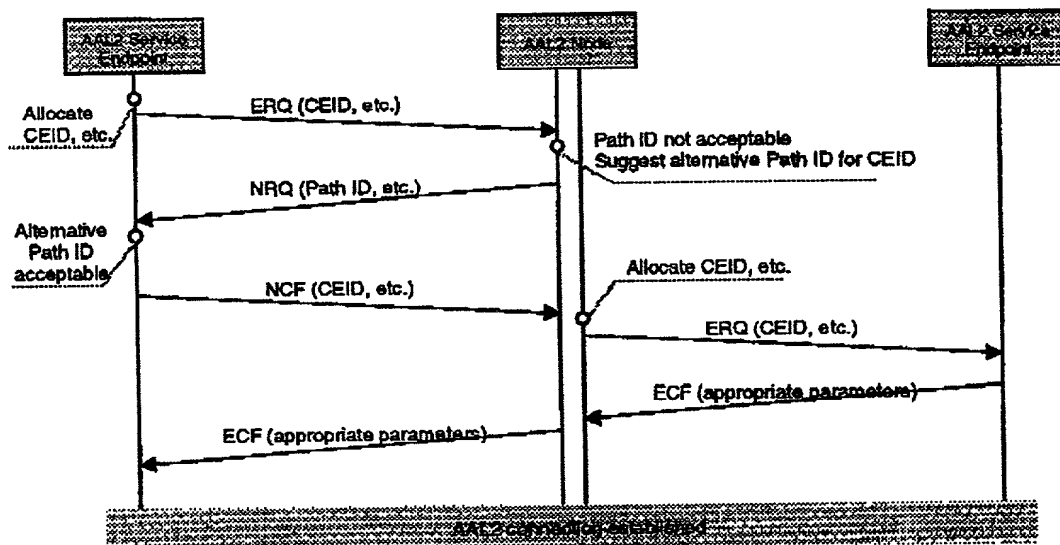 AAL2 Service
Endpoint
AAL2 Node
AAL2 Service
Endpoint
Allocate
CEID, etc.
ERQ (CEID, etc.)
Path ID not acceptable
Suggest alternative Path ID for CEID
NRQ (Path ID, etc.)
Alternative
Path ID
acceptable
Allocate CEID, etc.
NCF (CEID, etc.)
ERQ (CEID, etc.)
ECF (appropriate parameters)
ECF (appropriate parameters)
AAL2 connection established